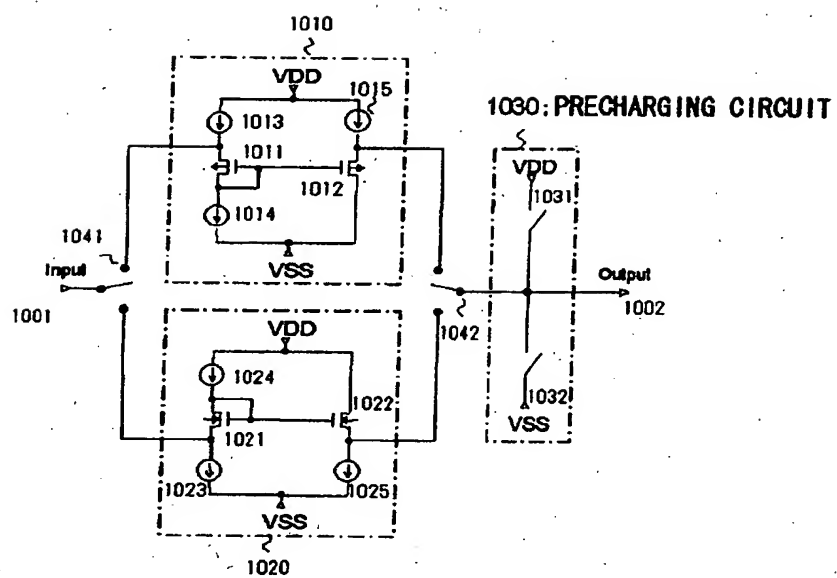 1010
VDD
1015
1013
1030:PRECHARGING CIRCUIT
1011
1012
VDD
1031
1014
1041
Input
VSS
Output
1001
1042
1002
VDD
1024
1022
1032
VSS
1021
1023
1025
VSS
1020